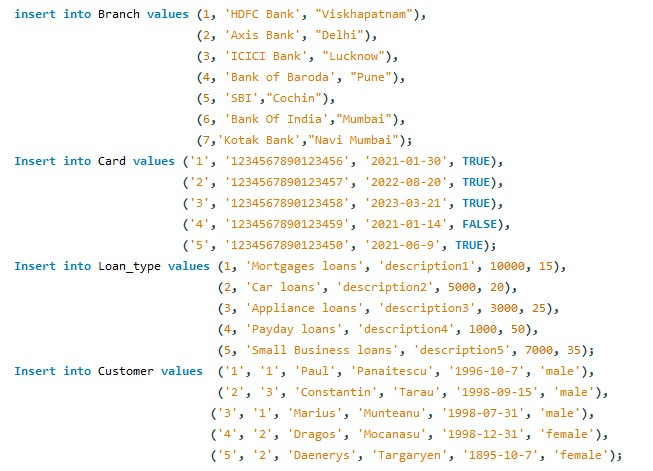 insert into Branch values (1, 'HDFC Bank', "Viskhapatnam"),
(2, 'Axis Bank', "Delhi"),
(3, 'ICICI Bank', "Lucknow"),
(4, 'Bank of Baroda', "Pune"),
(5, 'SBI',"Cochin"),
(6, 'Bank Of India',"Mumbai"),
(7,'Kotak Bank',"Navi Mumbai");
Insert into Card values ('1', '1234567890123456', '2021-01-30', TRUE),
('2', '1234567890123457', '2022-08-20', TRUE),
('3', '1234567890123458', '2023-03-21', TRUE),
('4', '1234567890123459', '2021-01-14', FALSE),
('5', '1234567890123450', '2021-06-9', TRUE);
Insert into Loan_type values (1, 'Mortgages loans', 'description1', 10000, 15),
(2, 'Car loans', 'description2', 5000, 20),
(3, 'Appliance loans', 'description3', 3000, 25),
(4, 'Payday loans', 'description4', 1000, 50),
(5, 'Small Business loans', 'description5', 7000, 35);
Insert into Customer values ('1', '1', 'Paul', 'Panaitescu', '1996-10-7', 'male'),
('2', '3', 'Constantin', 'Tarau', '1998-09-15', 'male'),
('3', '1', 'Marius', 'Munteanu', '1998-07-31', 'male'),
('4', '2', 'Dragos', 'Mocanasu', '1998-12-31', 'female'),
('5', '2', 'Daenerys', 'Targaryen', '1895-10-7', 'female');